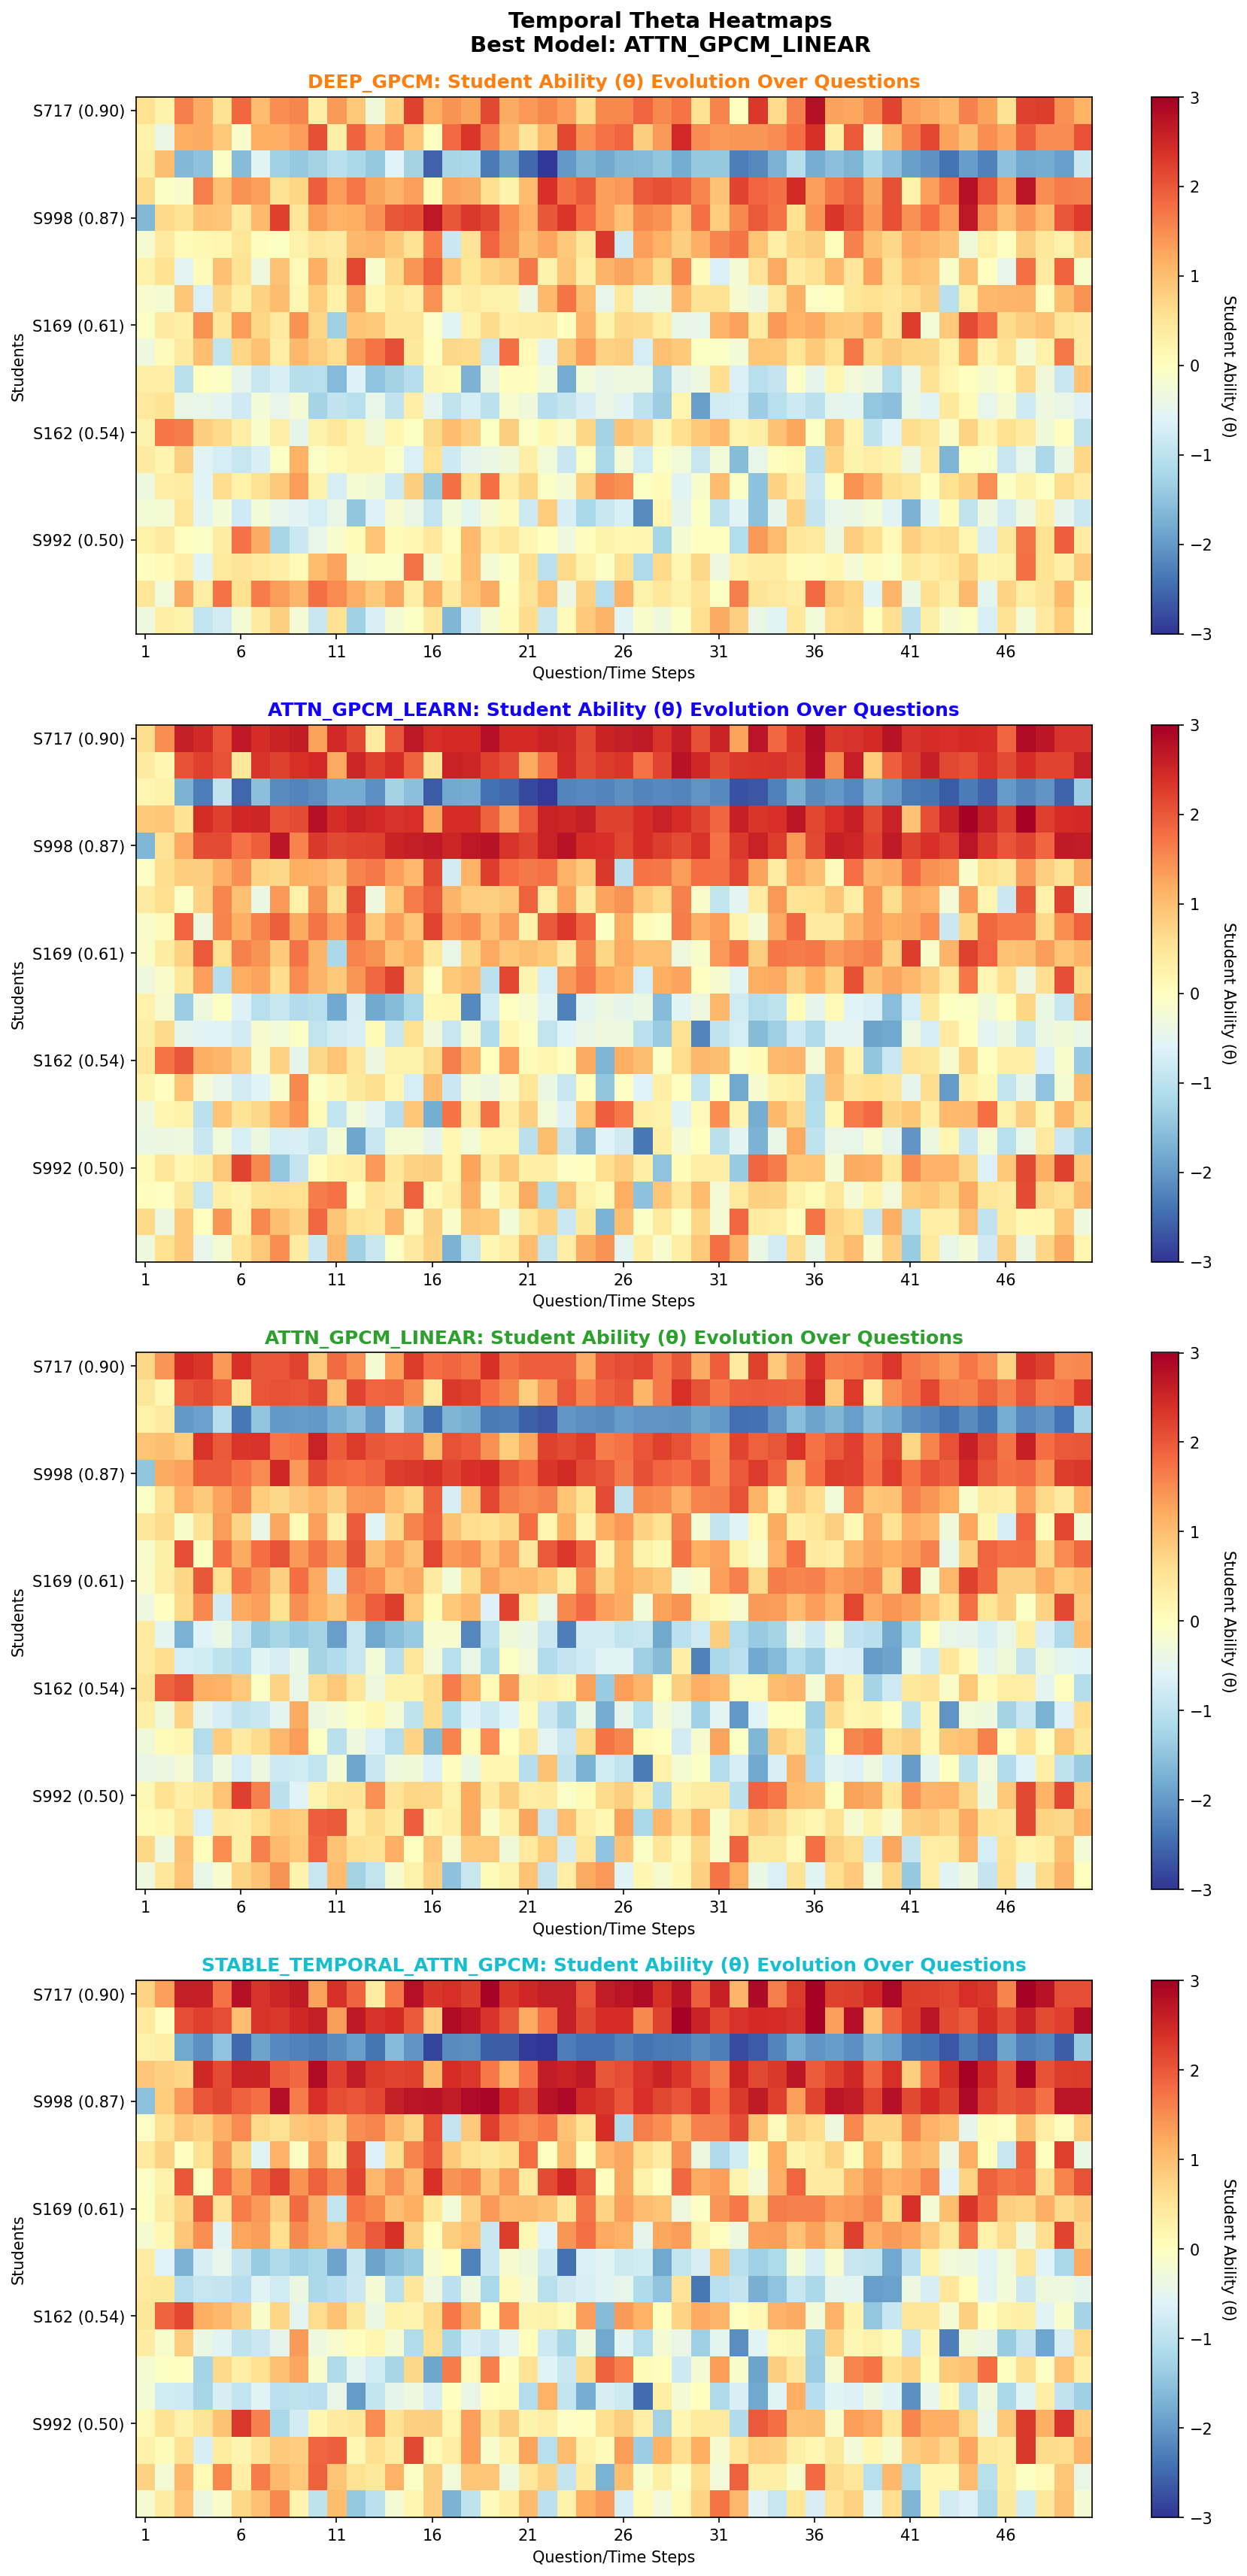 Temporal Theta Heatmaps
Best Model: ATTN_GPCM_LINEAR
DEEP_GPCM: Student Ability (θ) Evolution Over Questions
S717 (0.90)
S998 (0.87)
S169 (0.61)
S162 (0.54)
S992 (0.50)
Students
1 6 11 16 21 26 31 36 41 46
Question/Time Steps
3
2
1
0
−1
−2
−3
Student Ability (θ)
ATTN_GPCM_LEARN: Student Ability (θ) Evolution Over Questions
S717 (0.90)
S998 (0.87)
S169 (0.61)
S162 (0.54)
S992 (0.50)
Students
1 6 11 16 21 26 31 36 41 46
Question/Time Steps
3
2
1
0
−1
−2
−3
Student Ability (θ)
ATTN_GPCM_LINEAR: Student Ability (θ) Evolution Over Questions
S717 (0.90)
S998 (0.87)
S169 (0.61)
S162 (0.54)
S992 (0.50)
Students
1 6 11 16 21 26 31 36 41 46
Question/Time Steps
3
2
1
0
−1
−2
−3
Student Ability (θ)
STABLE_TEMPORAL_ATTN_GPCM: Student Ability (θ) Evolution Over Questions
S717 (0.90)
S998 (0.87)
S169 (0.61)
S162 (0.54)
S992 (0.50)
Students
1 6 11 16 21 26 31 36 41 46
Question/Time Steps
3
2
1
0
−1
−2
−3
Student Ability (θ)